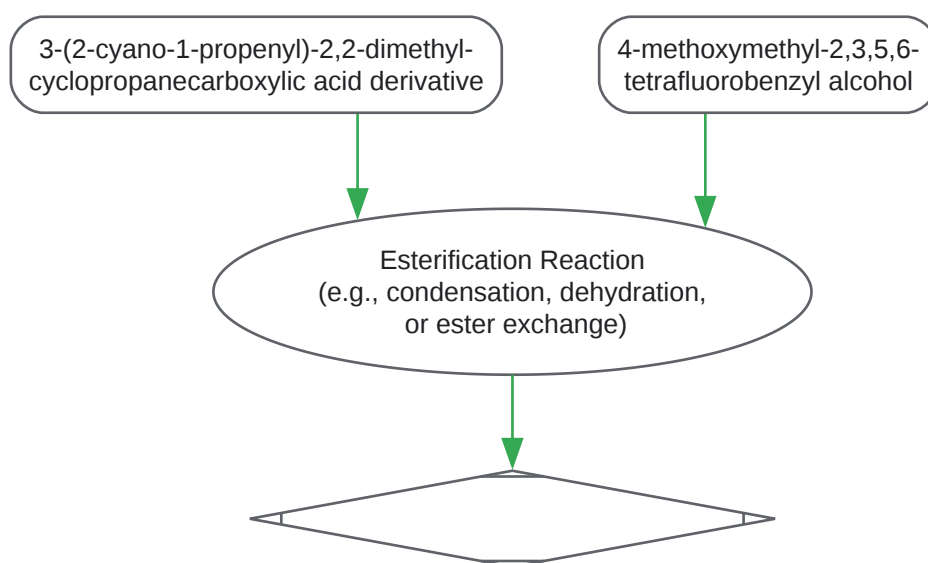 3-(2-cyano-1-propenyl)-2,2-dimethyl-
cyclopropanecarboxylic acid derivative
4-methoxymethyl-2,3,5,6-
tetrafluorobenzyl alcohol
Esterification Reaction
(e.g., condensation, dehydration,
or ester exchange)